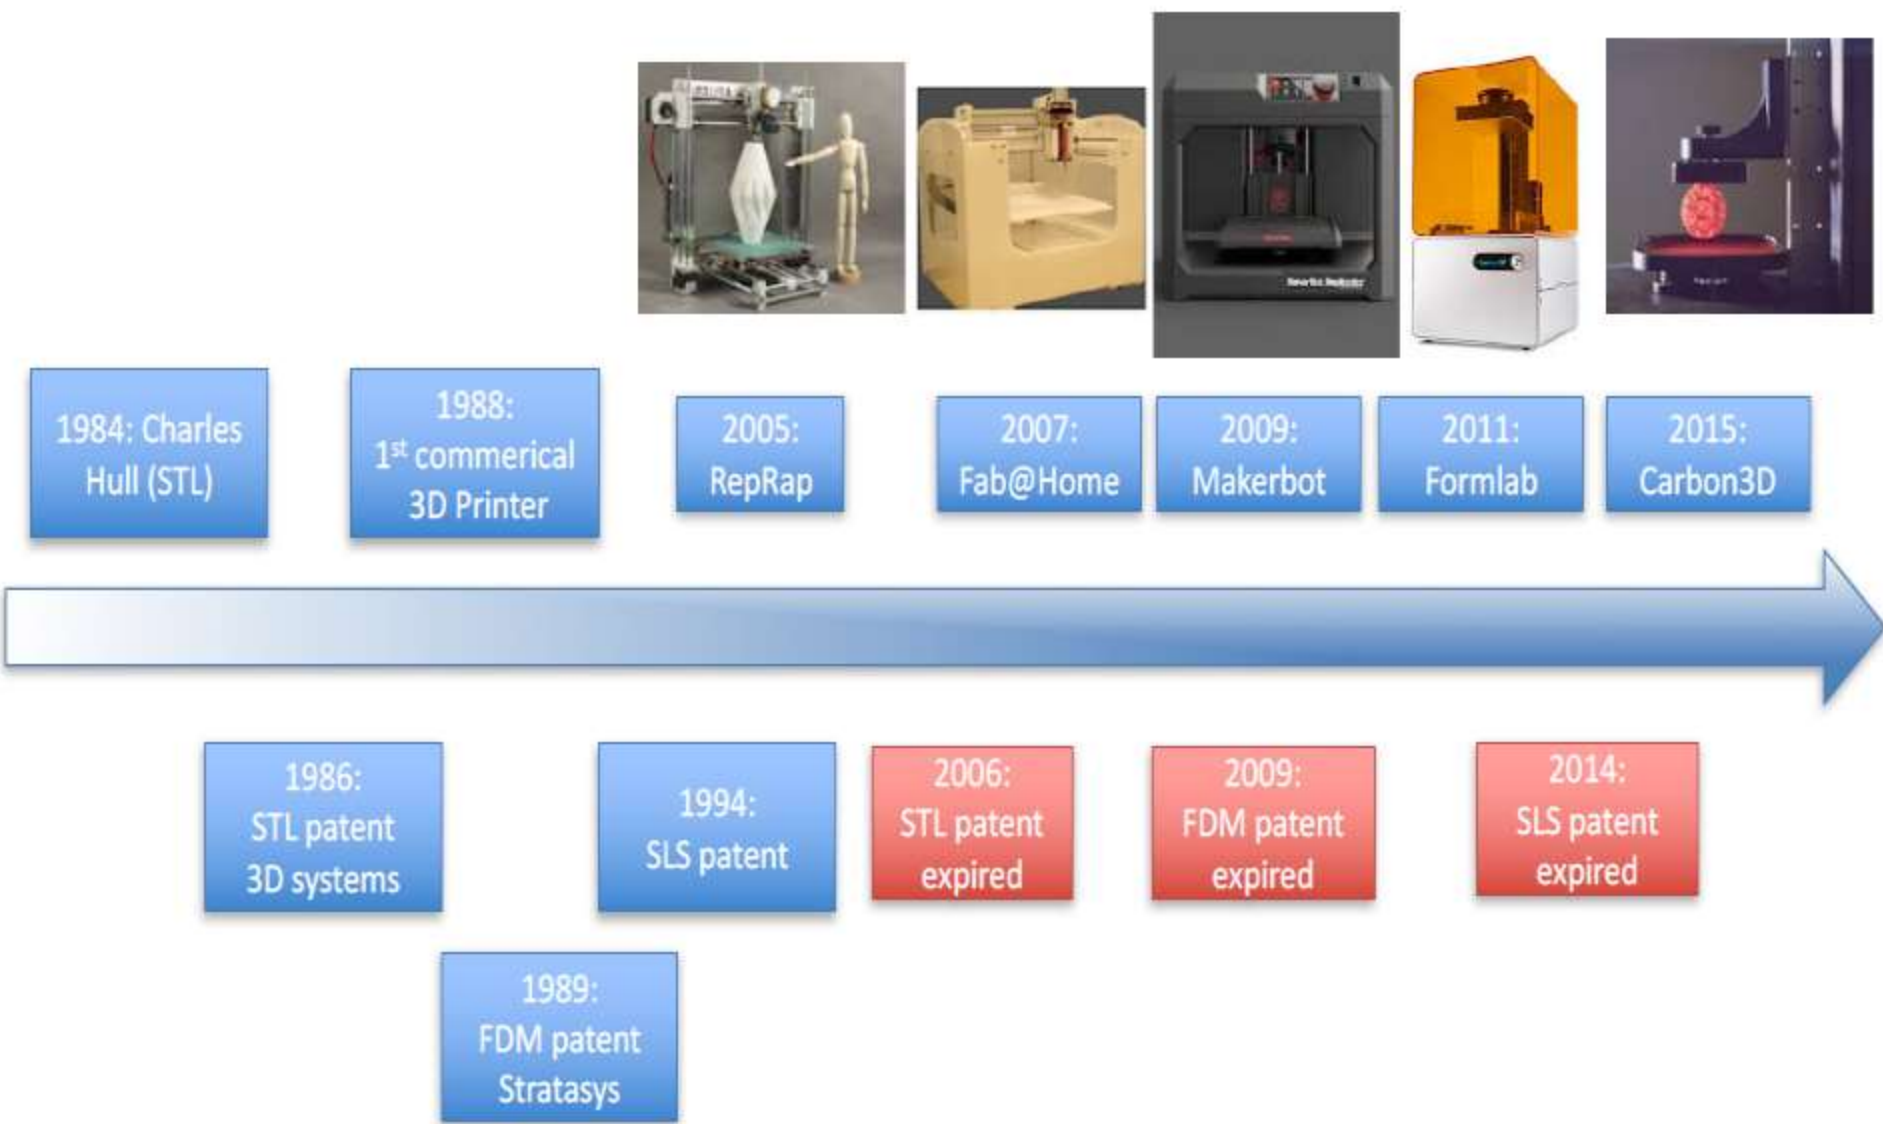 1984: Charles
Hull (STL)
1988:
1st commerical
3D Printer
2005:
RepRap
2007:
Fab@Home
2009:
Makerbot
2011:
Formlab
2015:
Carbon3D
1986:
STL patent
3D systems
1994:
SLS patent
2006:
STL patent
expired
2009:
FDM patent
expired
2014:
SLS patent
expired
1989:
FDM patent
Stratasys